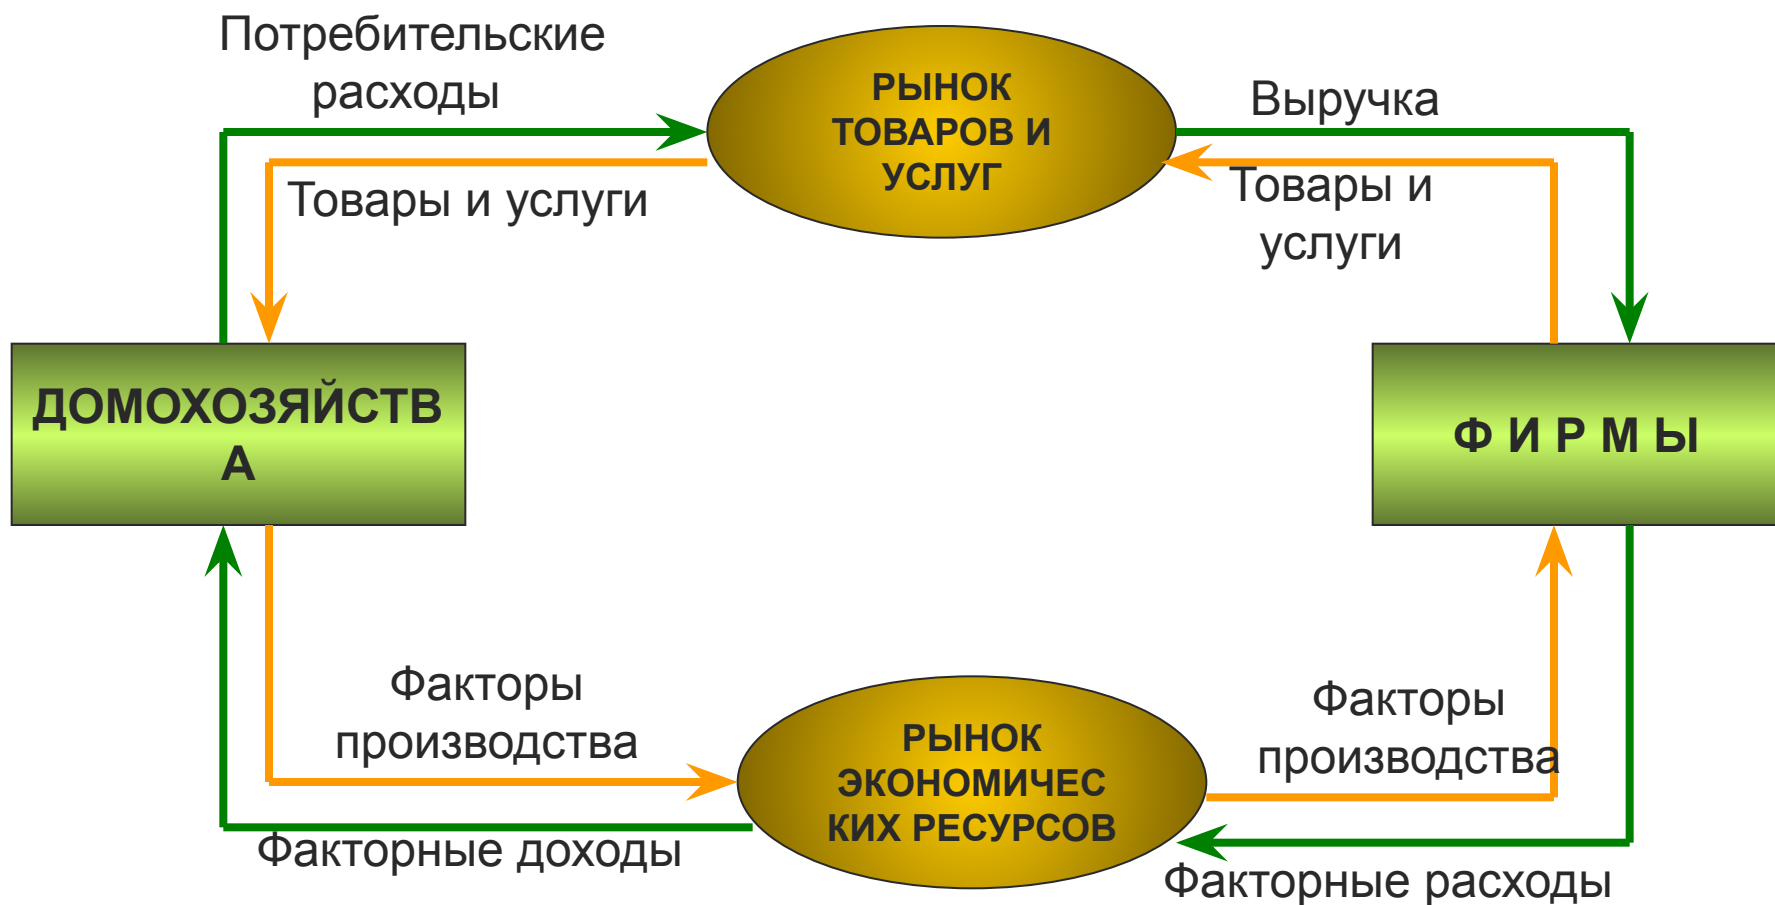 Потребительские
расходы
РЫНОК
ТОВАРОВ И
УСЛУГ
Выручка
Товары и услуги
Товары и
услуги
ДОМОХОЗЯЙСТВ
А
Ф И Р М Ы
Факторы
производства
РЫНОК
ЭКОНОМИЧЕС
КИХ РЕСУРСОВ
Факторы
производства
Факторные доходы
Факторные расходы